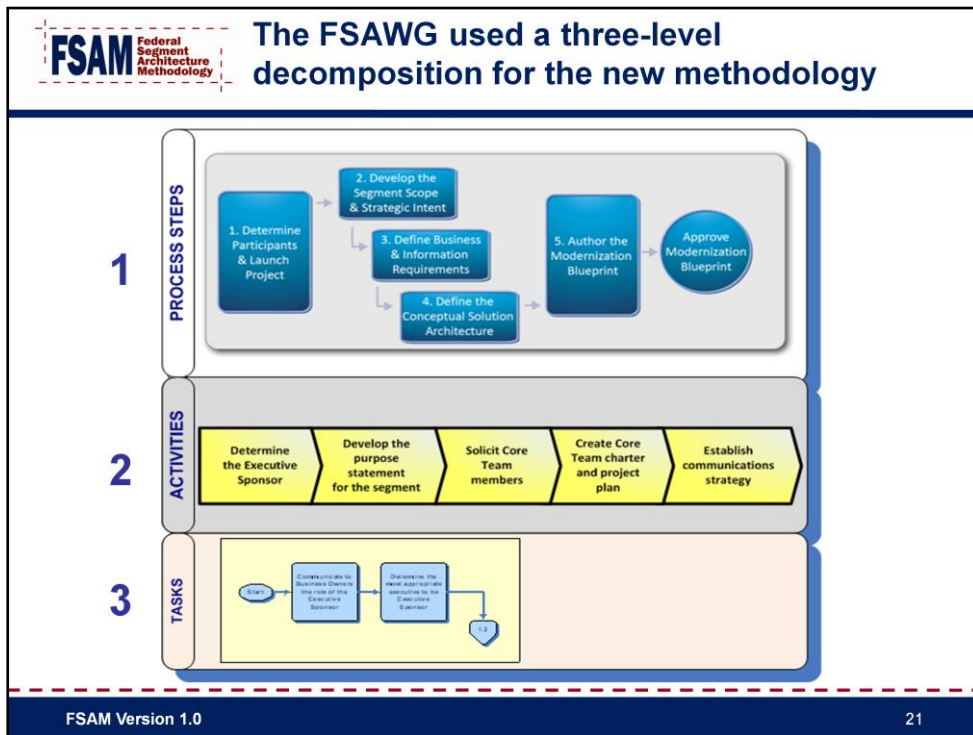 FSAM Federal
Segment
Architecture
Methodology
The FSAWG used a three-level
decomposition for the new methodology
1
PROCESS STEPS
1. Determine
Participants
& Launch
Project
2. Develop the
Segment Scope
& Strategic Intent
3. Define Business
& Information
Requirements
4. Define the
Conceptual Solution
Architecture
5. Author the
Modernization
Blueprint
Approve
Modernization
Blueprint
2
ACTIVITIES
Determine
the Executive
Sponsor
Develop the
purpose
statement
for the segment
Solicit Core
Team
members
Create Core
Team charter
and project
plan
Establish
communications
strategy
3
TASKS
Start
Communicate to
Business Owners
the role of the
Executive
Sponsor
Determine the
most appropriate
executive to be
Executive
Sponsor
1.2
FSAM Version 1.0
21